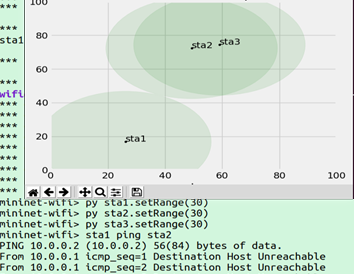 ***
***
***
sta1
***
***
wifi
***
***
***
***
***
***
***
***
***
100
80
60
40
20
0
0
20
40
60
80
100
sta2
sta3
sta1
mininet-wifi> py sta1.setRange(30)
mininet-wifi> py sta2.setRange(30)
mininet-wifi> py sta3.setRange(30)
mininet-wifi> sta1 ping sta2
PING 10.0.0.2 (10.0.0.2) 56(84) bytes of data.
From 10.0.0.1 icmp_seq=1 Destination Host Unreachable
From 10.0.0.1 icmp_seq=2 Destination Host Unreachable